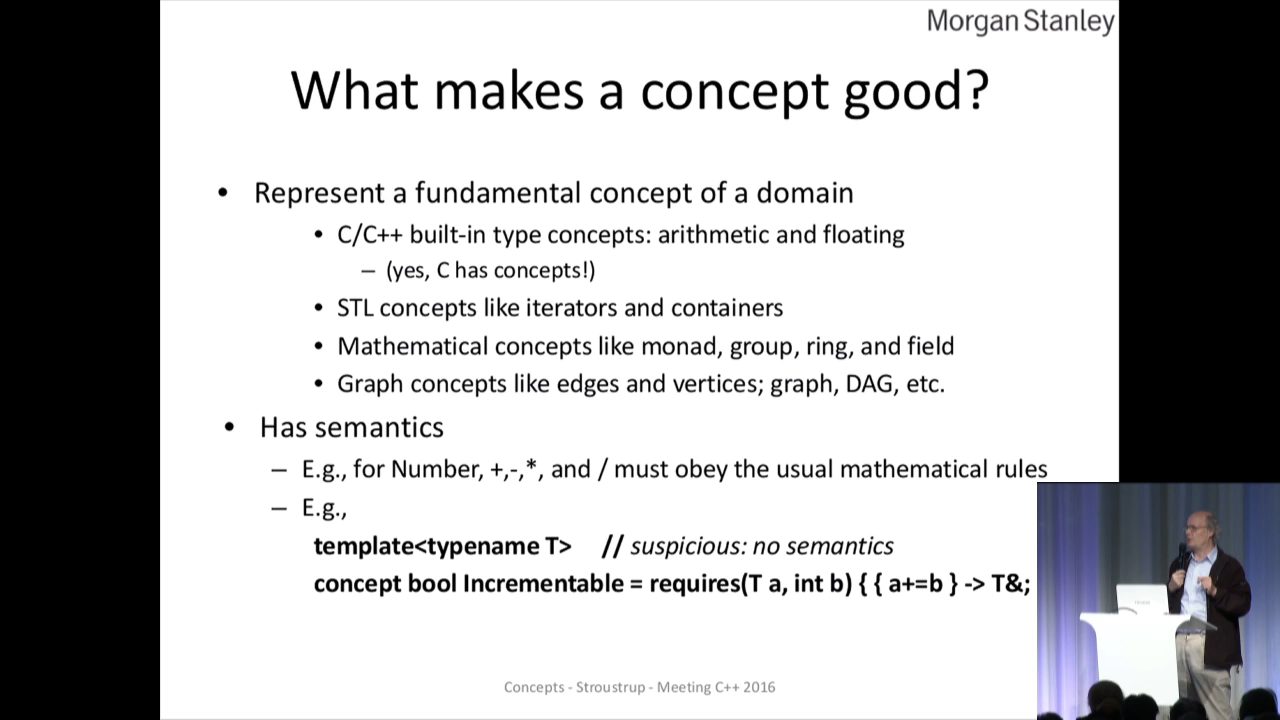 Morgan Stanley
What makes a concept good?
• Represent a fundamental concept of a domain
• C/C++ built-in type concepts: arithmetic and floating
– (yes, C has concepts!)
• STL concepts like iterators and containers
• Mathematical concepts like monad, group, ring, and field
• Graph concepts like edges and vertices; graph, DAG, etc.
• Has semantics
– E.g., for Number, +,-,*, and / must obey the usual mathematical rules
– E.g.,
template<typename T> // suspicious: no semantics
concept bool Incrementable = requires(T a, int b) { { a+=b } -> T&;
Concepts - Stroustrup - Meeting C++ 2016